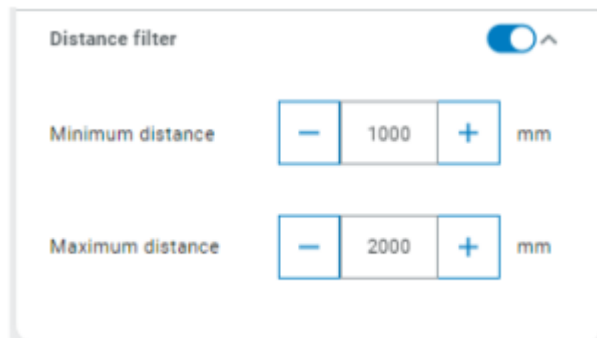 Distance filter
Minimum distance − 1000 + mm
Maximum distance − 2000 + mm